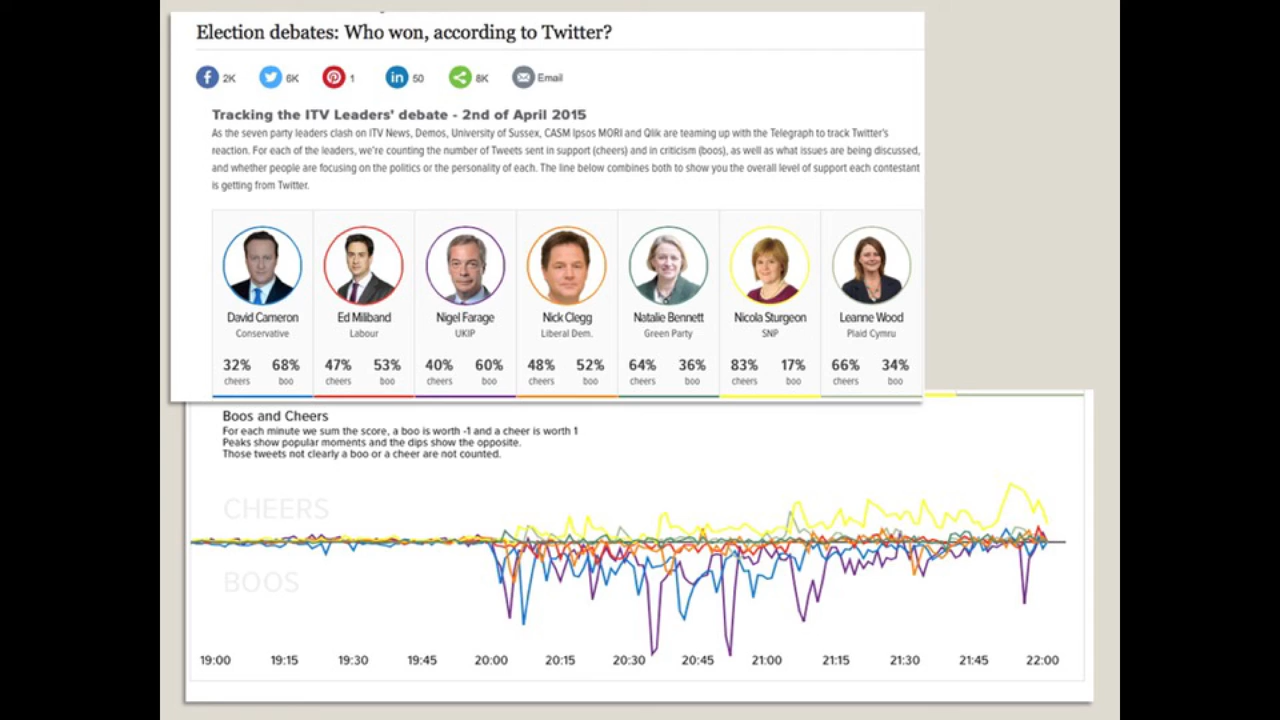 Election debates: Who won, according to Twitter?
2K 6K 1 50 8K Email
Tracking the ITV Leaders' debate - 2nd of April 2015
As the seven party leaders clash on ITV News, Demos, University of Sussex, CASM Ipsos MORI and Qlik are teaming up with the Telegraph to track Twitter's
reaction. For each of the leaders, we're counting the number of Tweets sent in support (cheers) and in criticism (boos), as well as what issues are being discussed,
and whether people are focusing on the politics or the personality of each. The line below combines both to show you the overall level of support each contestant
is getting from Twitter.
David Cameron Ed Miliband Nigel Farage Nick Clegg Natalie Bennett Nicola Sturgeon Leanne Wood
Conservative Labour UKIP Liberal Dem. Green Party SNP Plaid Cymru
32% 68% 47% 53% 40% 60% 48% 52% 64% 36% 83% 17% 66% 34%
cheers boo cheers boo cheers boo cheers boo cheers boo cheers boo cheers boo
Boos and Cheers
For each minute we sum the score, a boo is worth -1 and a cheer is worth 1
Peaks show popular moments and the dips show the opposite.
Those tweets not clearly a boo or a cheer are not counted.
CHEERS
BOOS
19:00 19:15 19:30 19:45 20:00 20:15 20:30 20:45 21:00 21:15 21:30 21:45 22:00